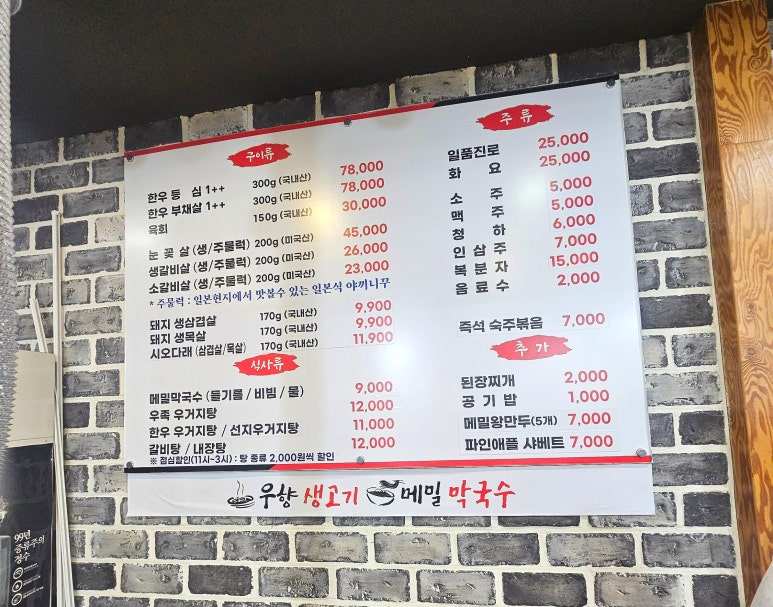 구이류
한우 등 심 1++ 300g (국내산) 78,000
한우 부채살 1++ 300g (국내산) 78,000
육회 150g (국내산) 30,000
눈 꽃 살 (생/주물럭) 200g (미국산) 45,000
생갈비살 (생/주물럭) 200g (미국산) 26,000
소갈비살 (생/주물럭) 200g (미국산) 23,000
* 주물럭 : 일본현지에서 맛볼수 있는 일본식 야끼니꾸
돼지 생삼겹살 170g (국내산) 9,900
돼지 생목살 170g (국내산) 9,900
시오다래 (삼겹살/목살) 170g (국내산) 11,900
식사류
메밀막국수 (들기름 / 비빔 / 물) 9,000
우족 우거지탕 12,000
한우 우거지탕 / 선지우거지탕 11,000
갈비탕 / 내장탕 12,000
※ 점심할인(11시~3시) : 탕 종류 2,000원씩 할인
주 류
일품진로 25,000
화 요 25,000
소 주 5,000
맥 주 5,000
청 하 6,000
인 삼 주 7,000
복 분 자 15,000
음 료 수 2,000
즉석 숙주볶음 7,000
추 가
된장찌개 2,000
공 기 밥 1,000
메밀왕만두(5개) 7,000
파인애플 샤베트 7,000
우향 생고기 메밀 막국수
99년
증류주의
정수